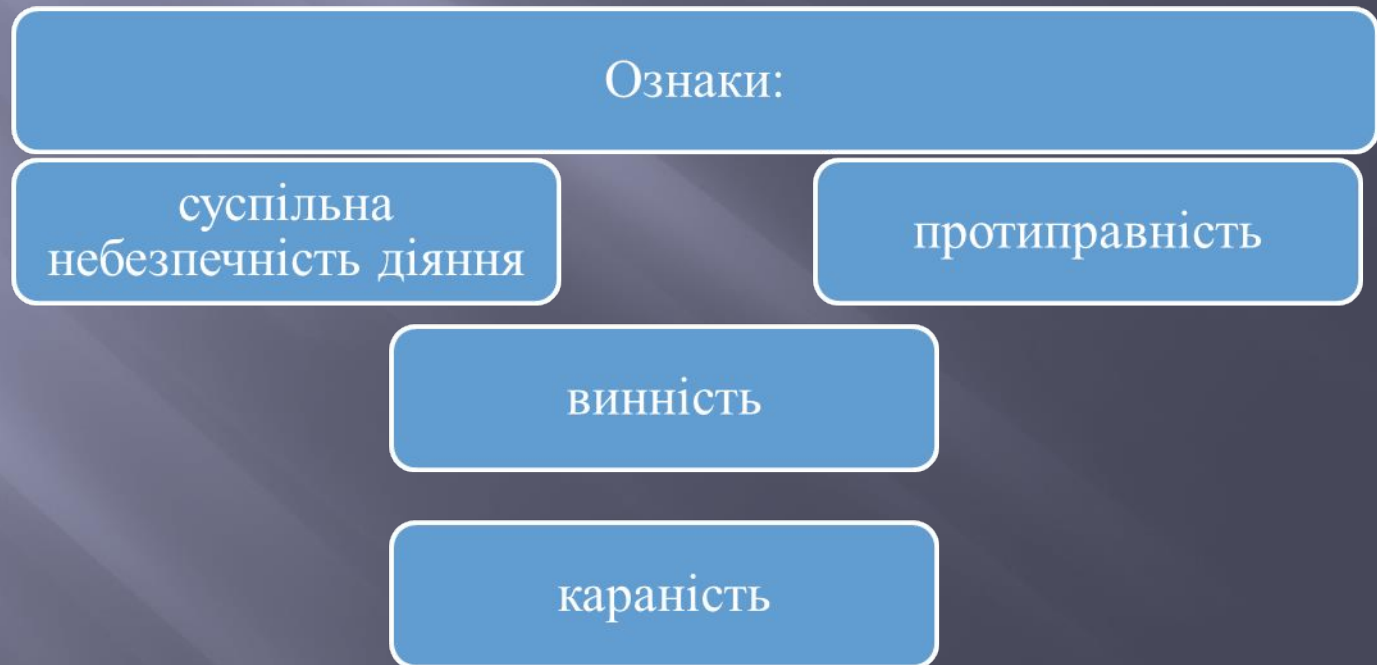 Ознаки:
суспільна
небезпечність діяння
протиправність
винність
караність